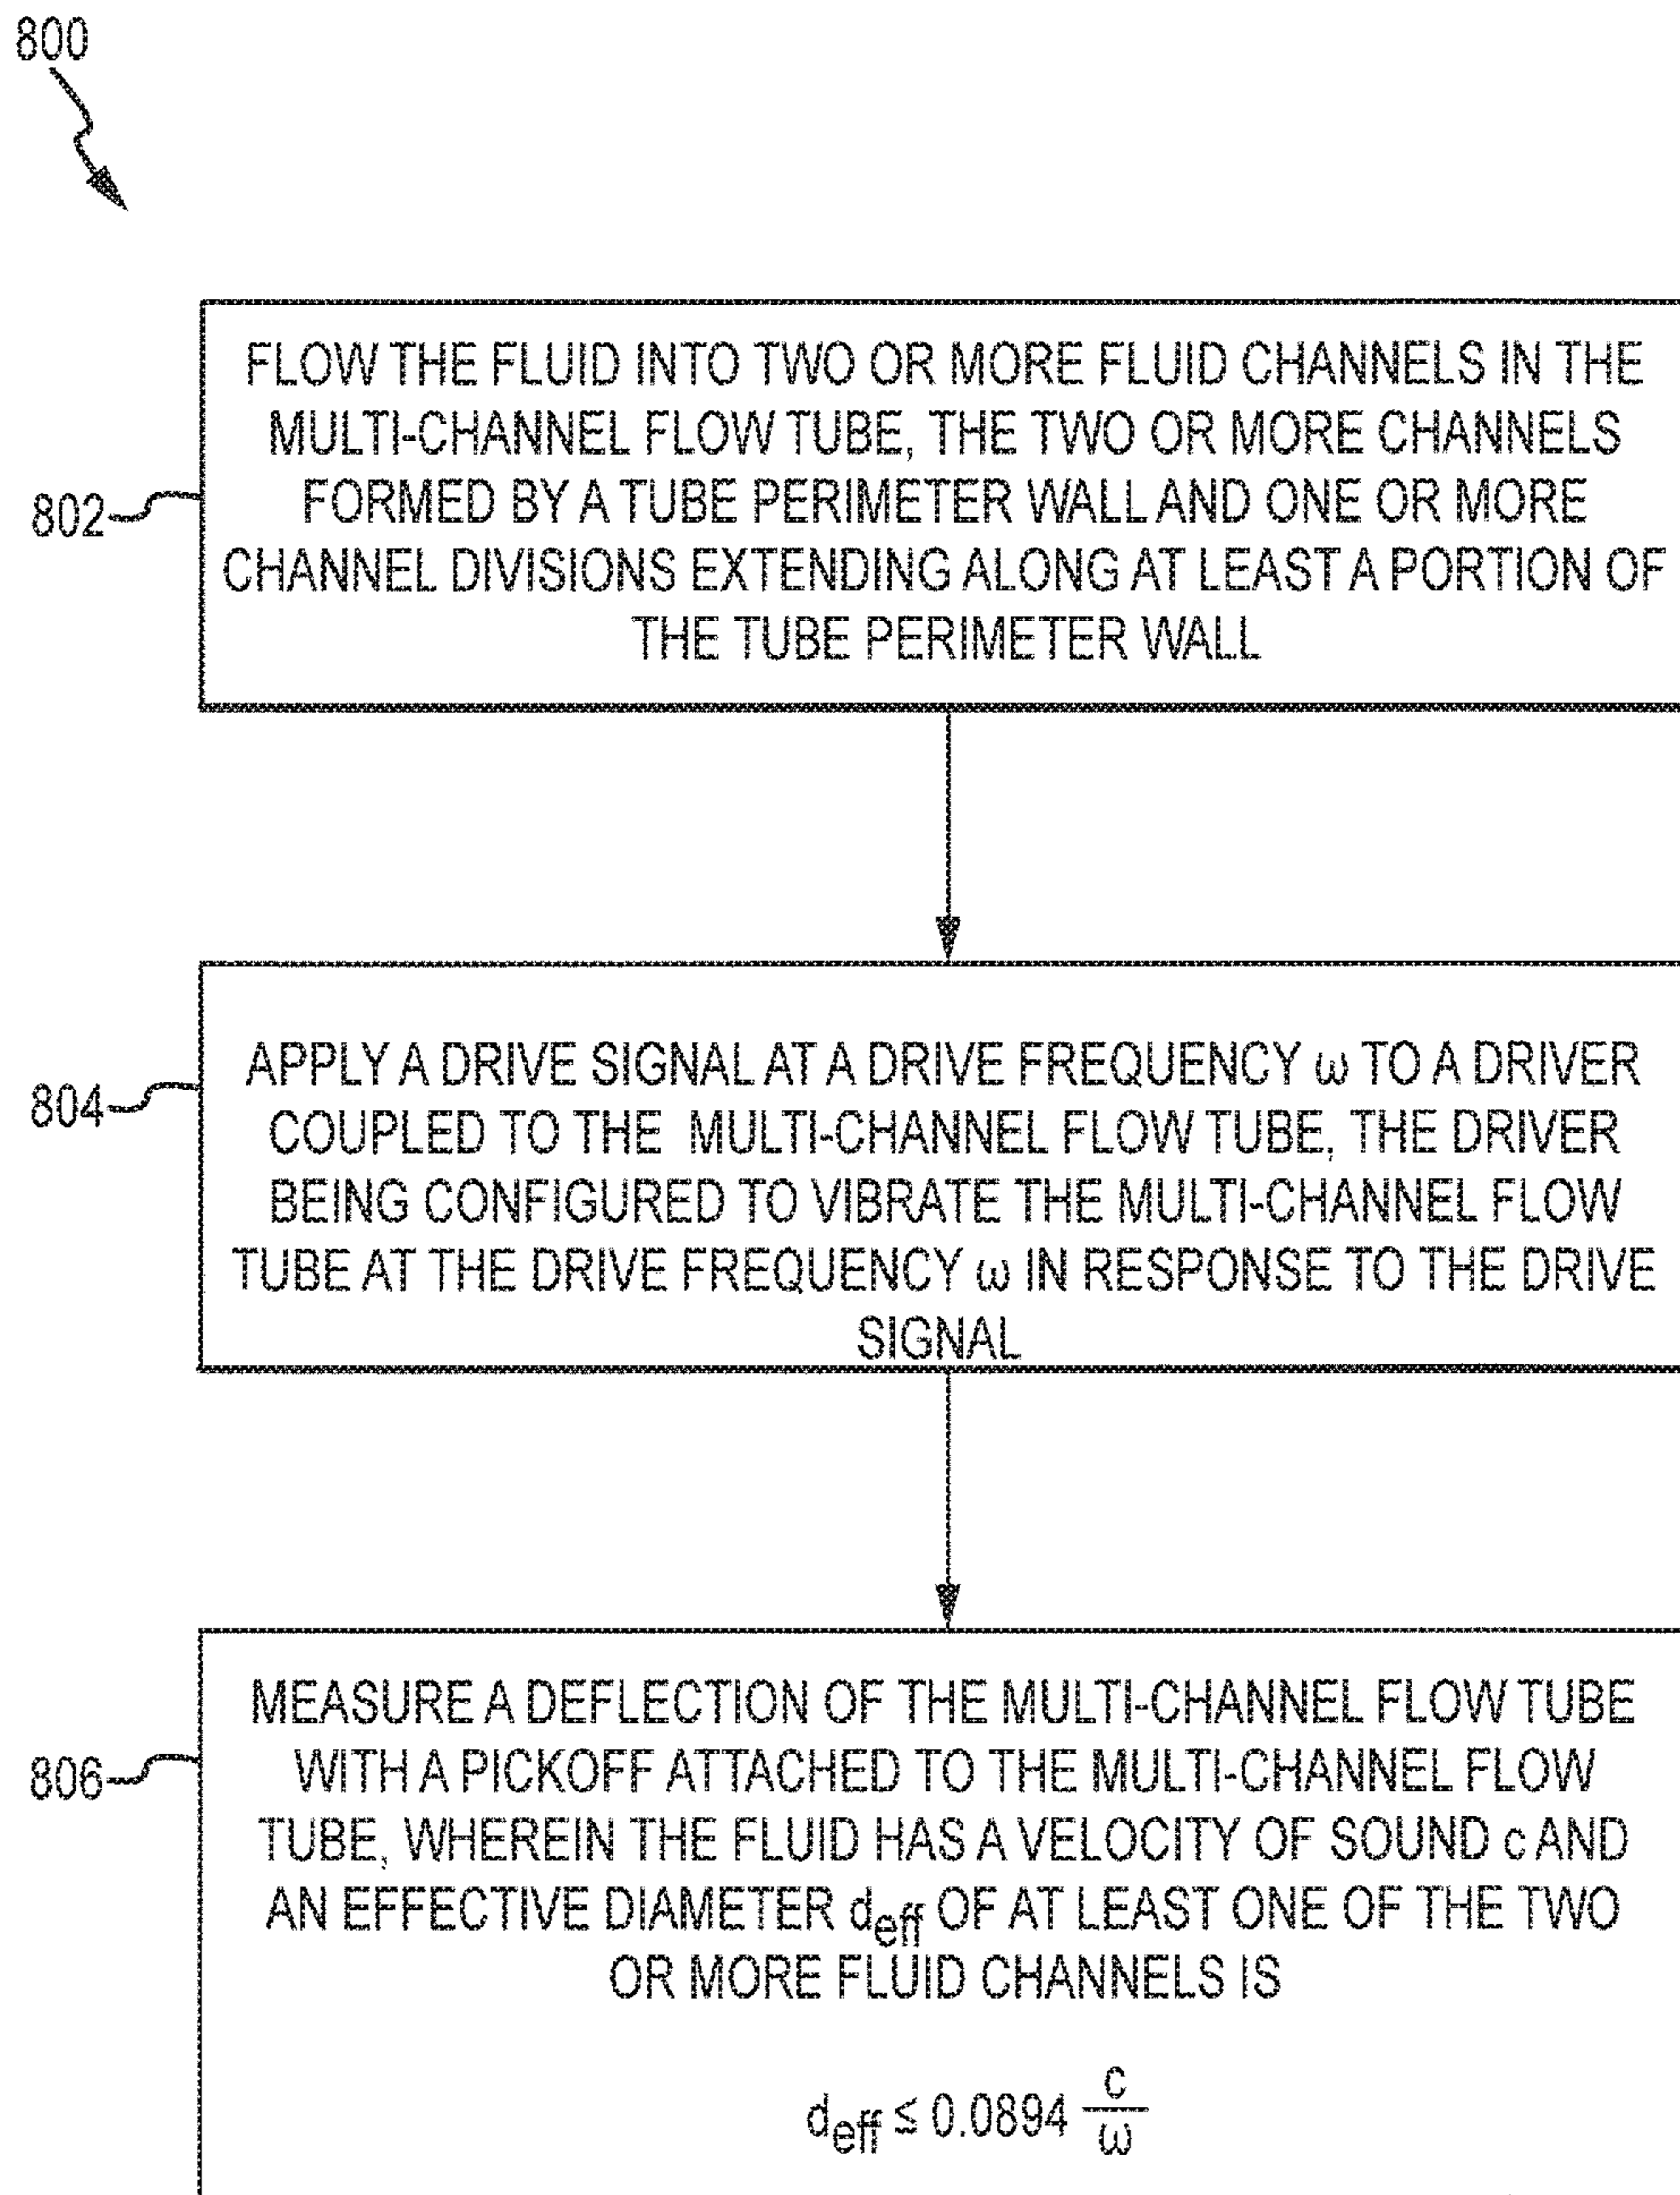 800
802
FLOW THE FLUID INTO TWO OR MORE FLUID CHANNELS IN THE
MULTI-CHANNEL FLOW TUBE, THE TWO OR MORE CHANNELS
FORMED BY A TUBE PERIMETER WALL AND ONE OR MORE
CHANNEL DIVISIONS EXTENDING ALONG AT LEAST A PORTION OF
THE TUBE PERIMETER WALL
804
APPLY A DRIVE SIGNAL AT A DRIVE FREQUENCY ω TO A DRIVER
COUPLED TO THE MULTI-CHANNEL FLOW TUBE, THE DRIVER
BEING CONFIGURED TO VIBRATE THE MULTI-CHANNEL FLOW
TUBE AT THE DRIVE FREQUENCY ω IN RESPONSE TO THE DRIVE
SIGNAL
806
MEASURE A DEFLECTION OF THE MULTI-CHANNEL FLOW TUBE
WITH A PICKOFF ATTACHED TO THE MULTI-CHANNEL FLOW
TUBE, WHEREIN THE FLUID HAS A VELOCITY OF SOUND c AND
AN EFFECTIVE DIAMETER d_eff OF AT LEAST ONE OF THE TWO
OR MORE FLUID CHANNELS IS
d_eff ≦ 0.0894 c/ω